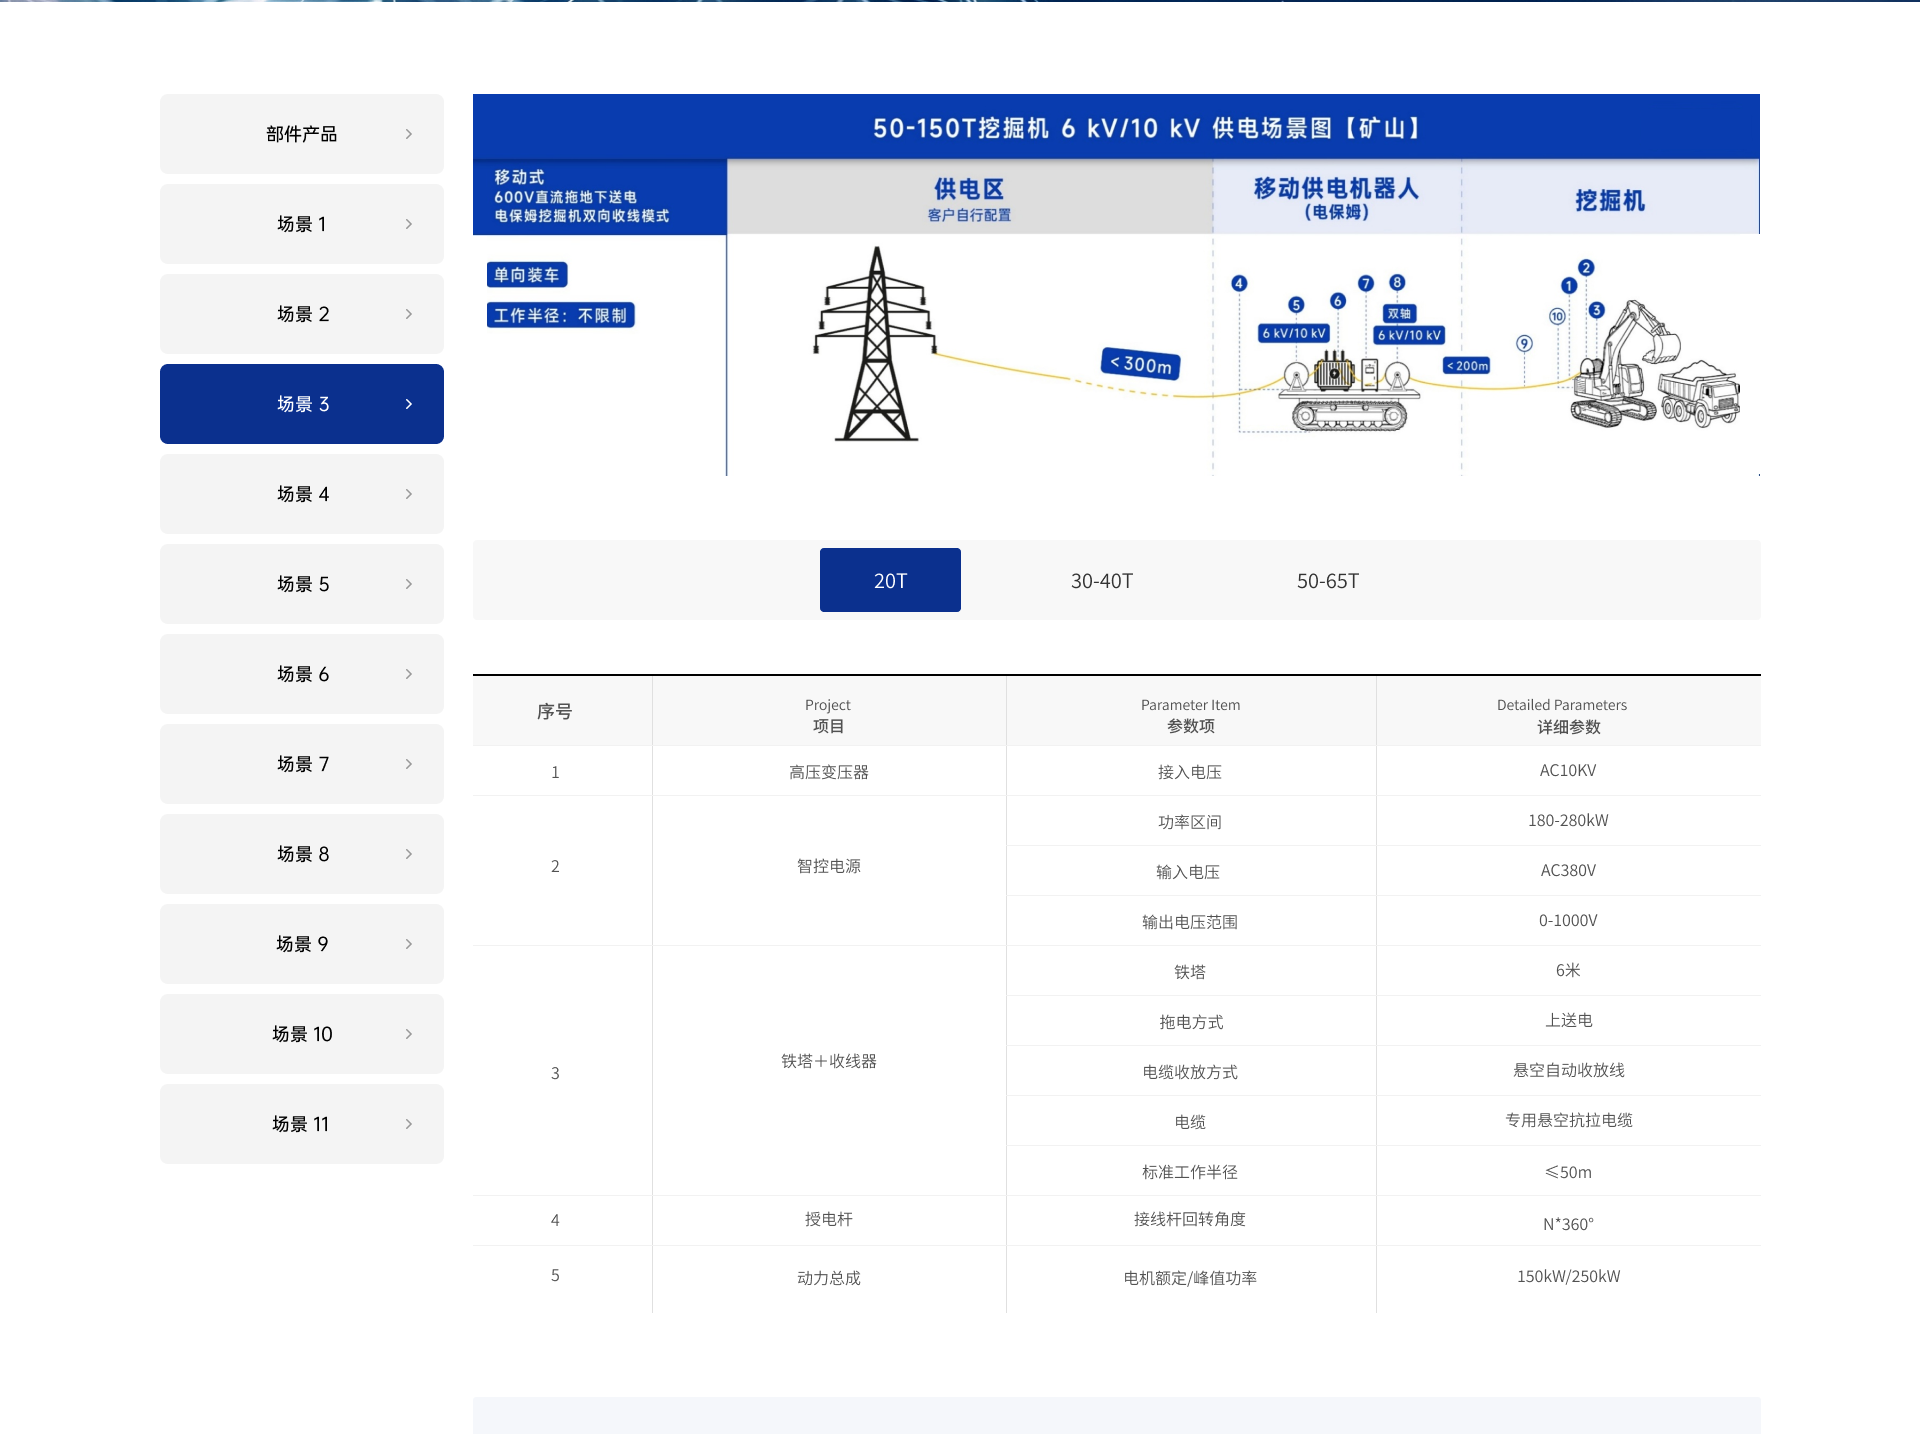 部件产品
场景 1
场景 2
场景 3
场景 4
场景 5
场景 6
场景 7
场景 8
场景 9
场景 10
场景 11
50-150T挖掘机 6 kV/10 kV 供电场景图【矿山】
移动式
600V直流拖地下送电
电保姆挖掘机双向收线模式
供电区
客户自行配置
移动供电机器人
(电保姆)
挖掘机
单向装车
工作半径：不限制
<300m
4
5
6
7
8
双轴
6 kV/10 kV
6 kV/10 kV
<200m
9
10
1
2
3
20T
30-40T
50-65T
序号
Project
项目
Parameter Item
参数项
Detailed Parameters
详细参数
1
高压变压器
接入电压
AC10KV
2
智控电源
功率区间
180-280kW
输入电压
AC380V
输出电压范围
0-1000V
3
铁塔＋收线器
铁塔
6米
拖电方式
上送电
电缆收放方式
悬空自动收放线
电缆
专用悬空抗拉电缆
标准工作半径
≤50m
4
授电杆
接线杆回转角度
N*360°
5
动力总成
电机额定/峰值功率
150kW/250kW